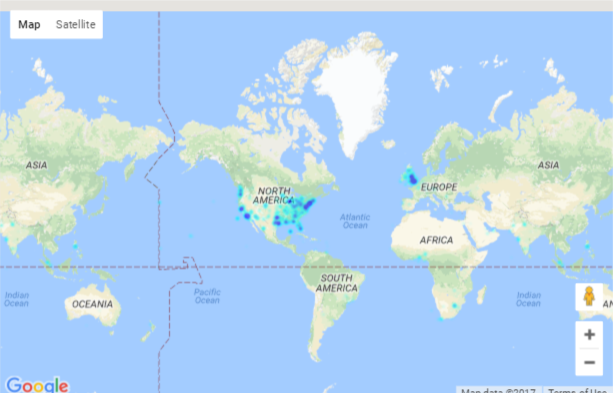 Map Satellite
ASIA
NORTH
AMERICA
EUROPE
ASIA
Atlantic
Ocean
AFRICA
SOUTH
AMERICA
Indian
Ocean
OCEANIA
Pacific
Ocean
Indian
Ocean
AN
Google
Map data ©2017
Terms of Use